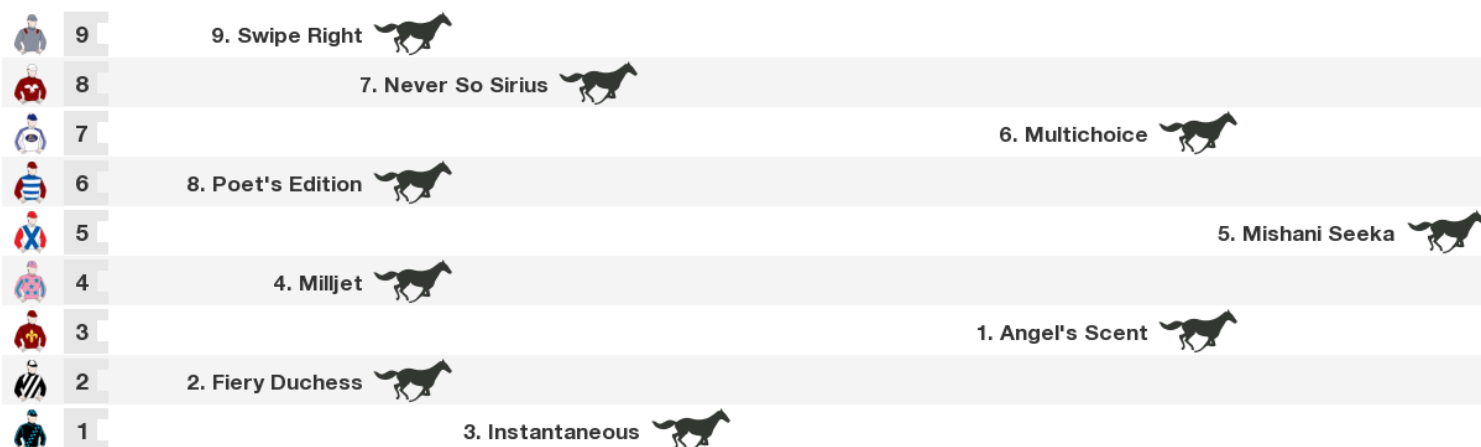 9 9. Swipe Right
8 7. Never So Sirius
7 6. Multichoice
6 8. Poet's Edition
5 5. Mishani Seeka
4 4. Milljet
3 1. Angel's Scent
2 2. Fiery Duchess
1 3. Instantaneous